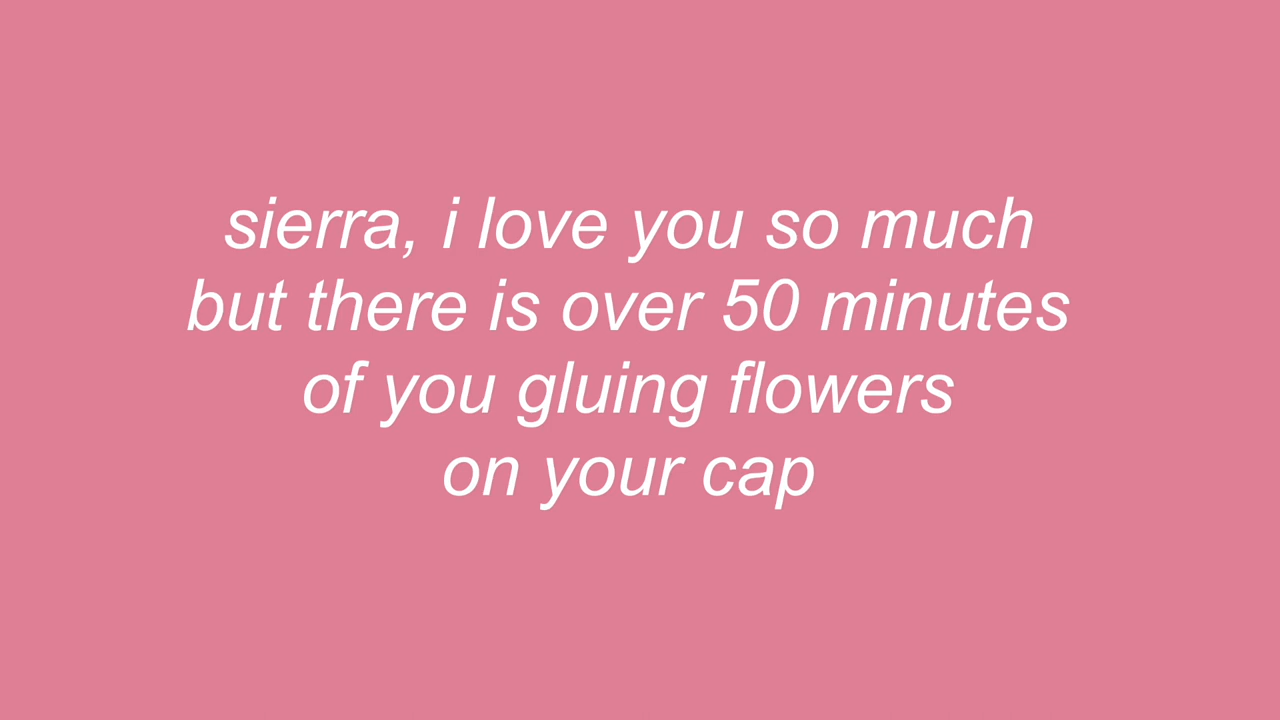 sierra, i love you so much
but there is over 50 minutes
of you gluing flowers
on your cap